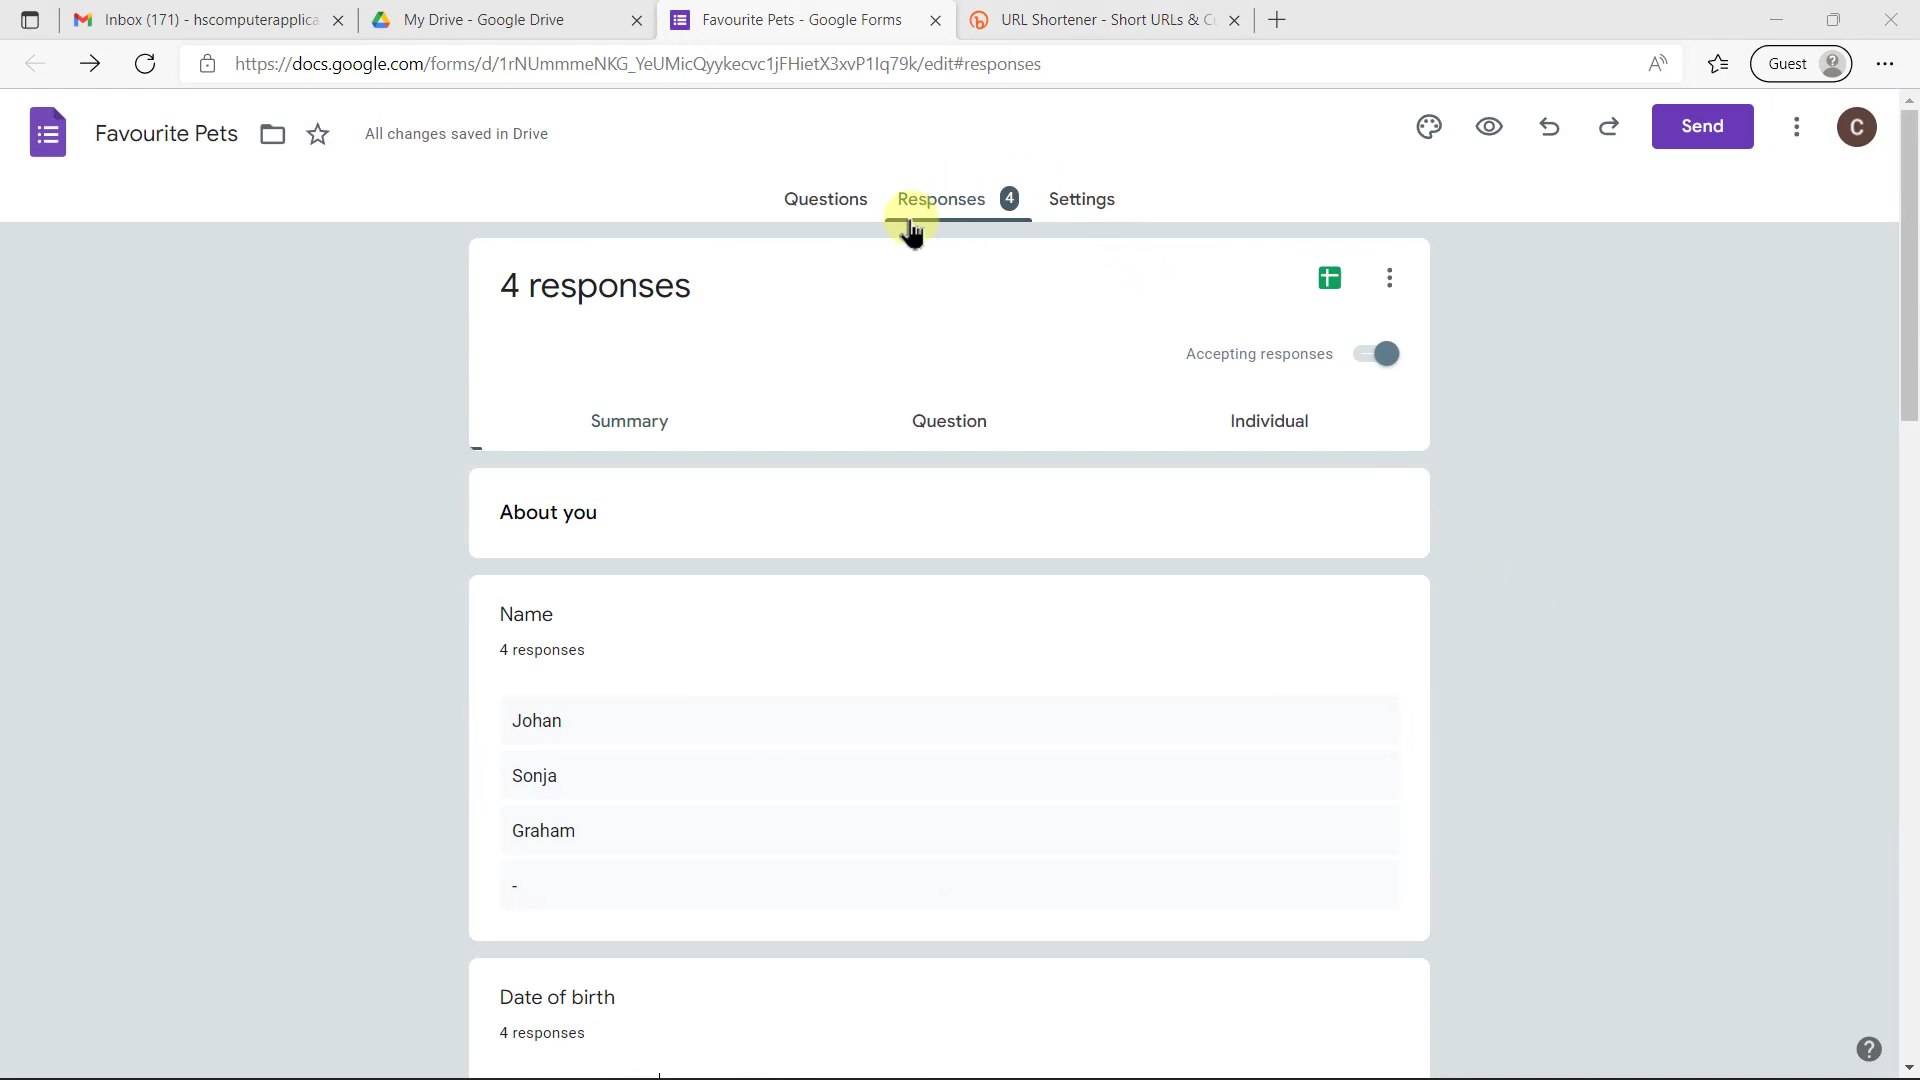 Inbox (171) - hscomputerapplica
My Drive - Google Drive
Favourite Pets - Google Forms
URL Shortener - Short URLs & C
https://docs.google.com/forms/d/1rNUmmmeNKG_YeUMicQyykecvc1jFHietX3xvP1Iq79k/edit#responses
Guest
Favourite Pets
All changes saved in Drive
Send
C
Questions
Responses 4
Settings
4 responses
Accepting responses
Summary
Question
Individual
About you
Name
4 responses
Johan
Sonja
Graham
-
Date of birth
4 responses